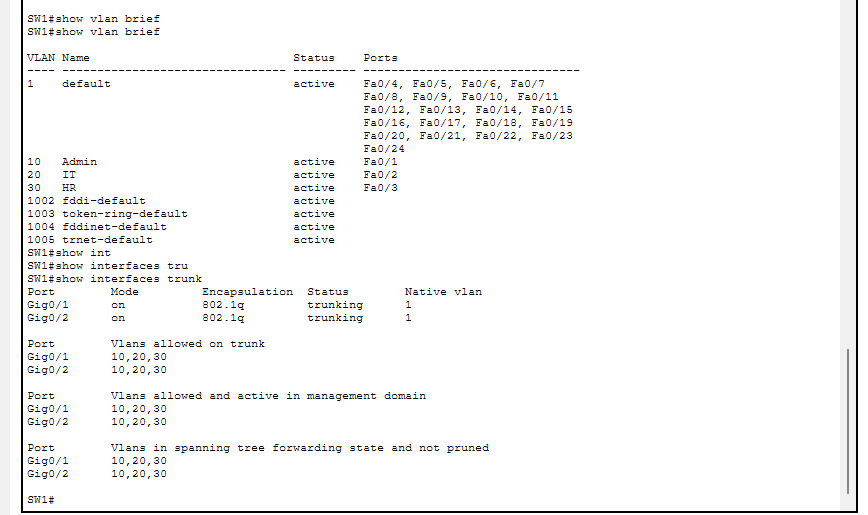 SW1#show vlan brief
SW1#show vlan brief
VLAN Name                             Status    Ports
---- -------------------------------- --------- -------------------------------
1    default                          active    Fa0/4, Fa0/5, Fa0/6, Fa0/7
                                                Fa0/8, Fa0/9, Fa0/10, Fa0/11
                                                Fa0/12, Fa0/13, Fa0/14, Fa0/15
                                                Fa0/16, Fa0/17, Fa0/18, Fa0/19
                                                Fa0/20, Fa0/21, Fa0/22, Fa0/23
                                                Fa0/24
10   Admin                            active    Fa0/1
20   IT                               active    Fa0/2
30   HR                               active    Fa0/3
1002 fddi-default                     active
1003 token-ring-default               active
1004 fddinet-default                  active
1005 trnet-default                    active
SW1#show int
SW1#show interfaces tru
SW1#show interfaces trunk
Port        Mode         Encapsulation  Status        Native vlan
Gig0/1      on           802.1q         trunking      1
Gig0/2      on           802.1q         trunking      1
Port        Vlans allowed on trunk
Gig0/1      10,20,30
Gig0/2      10,20,30
Port        Vlans allowed and active in management domain
Gig0/1      10,20,30
Gig0/2      10,20,30
Port        Vlans in spanning tree forwarding state and not pruned
Gig0/1      10,20,30
Gig0/2      10,20,30
SW1#